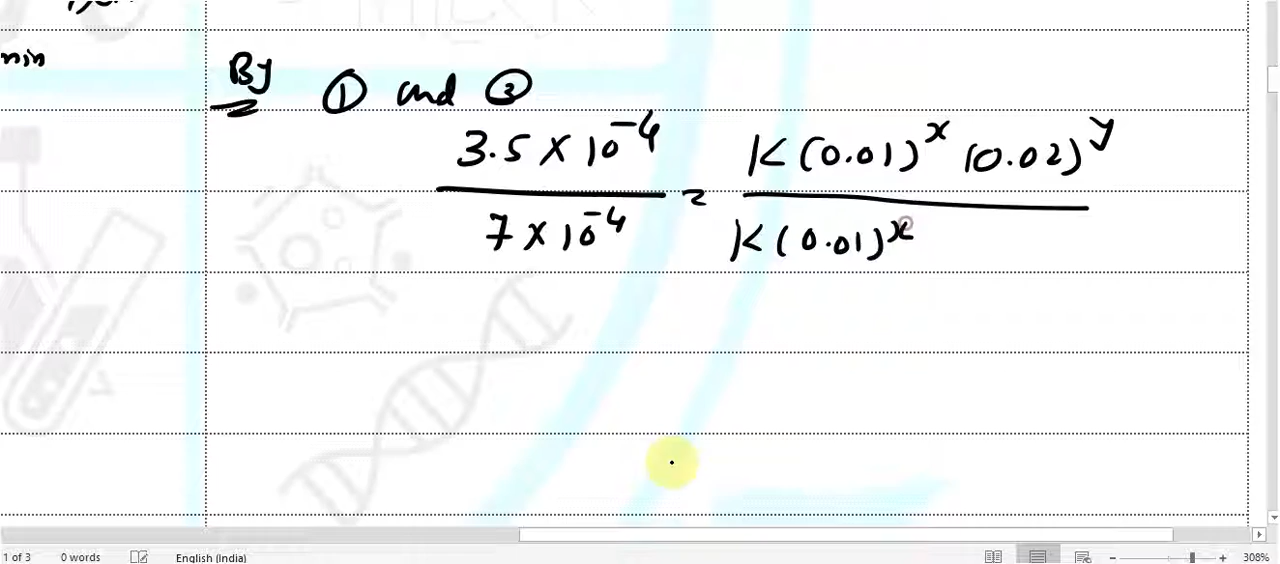 min
By ① and ③
3.5 × 10⁻⁴ / 7 × 10⁻⁴ = K (0.01)ˣ (0.02)ʸ / K (0.01)ˣ
1 of 3 0 words English (India) 308%